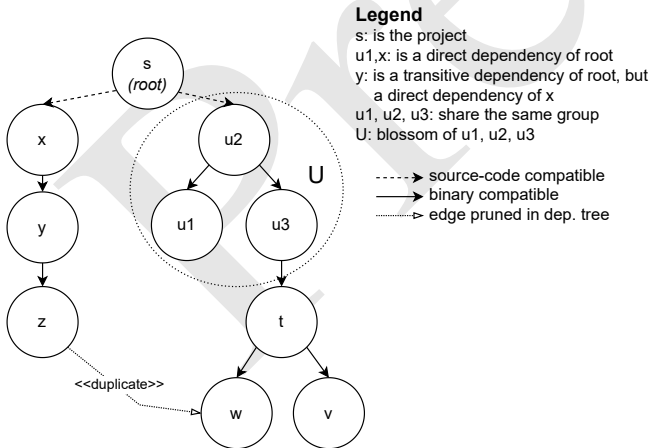 Legend
s: is the project
u1,x: is a direct dependency of root
y: is a transitive dependency of root, but
a direct dependency of x
u1, u2, u3: share the same group
U: blossom of u1, u2, u3
source-code compatible
binary compatible
edge pruned in dep. tree
s
(root)
x
u2
U
y
u1
u3
z
t
<<duplicate>>
w
v
Pre